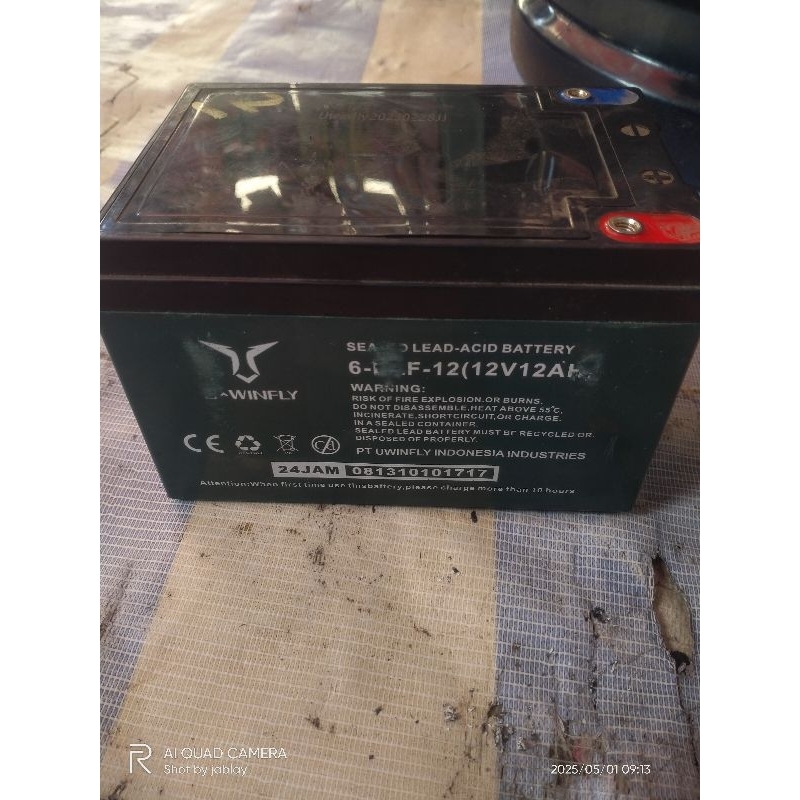 SEALED LEAD-ACID BATTERY
12(12V12AH
WINFLY
WARNING:
RISK OF FIRE EXPLOSION.OR BURNS.
DO NOT DISASSEMBLE,HEAT ABOVE 55℃,
INCINERATE,SHORTCIRCUIT,OR CHARGE.
IN A SEALED CONTAINER
SEALED LEAD BATTERY MUST BE RECYCLED OR
DISPOSED OF PROPERLY.
CE
PT UWINFLY INDONESIA INDUSTRIES
24JAM 081310101717
Attention:When first time use this battery,please charge more than 10 hours
AI QUAD CAMERA
Shot by jablay
2025/05/01 09:13